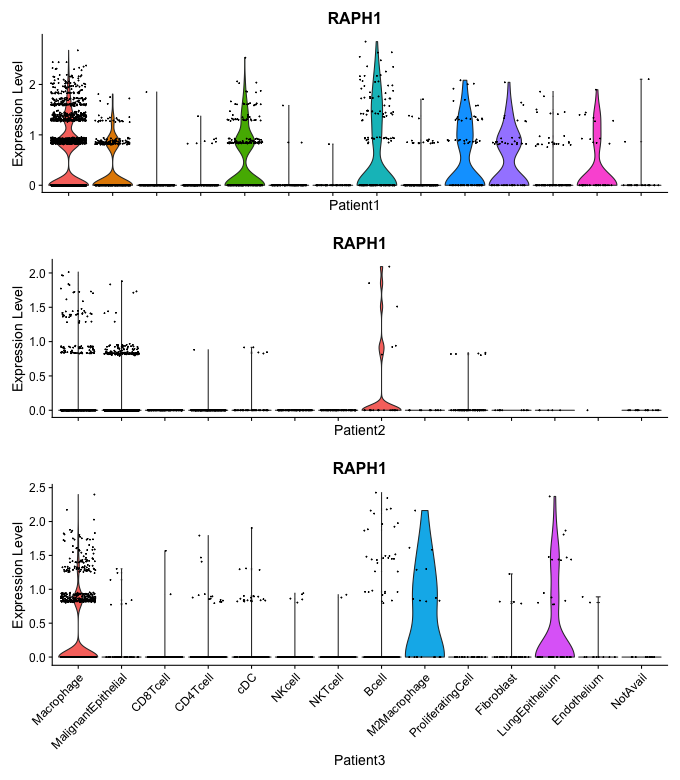 RAPH1
Expression Level
2
1
0
Patient1
RAPH1
Expression Level
2.0
1.5
1.0
0.5
0.0
Patient2
RAPH1
Expression Level
2.5
2.0
1.5
1.0
0.5
0.0
Macrophage
MalignantEpithelial
CD8Tcell
CD4Tcell
cDC
NKcell
NKTcell
Bcell
M2Macrophage
ProliferatingCell
Fibroblast
LungEpithelium
Endothelium
NotAvail
Patient3